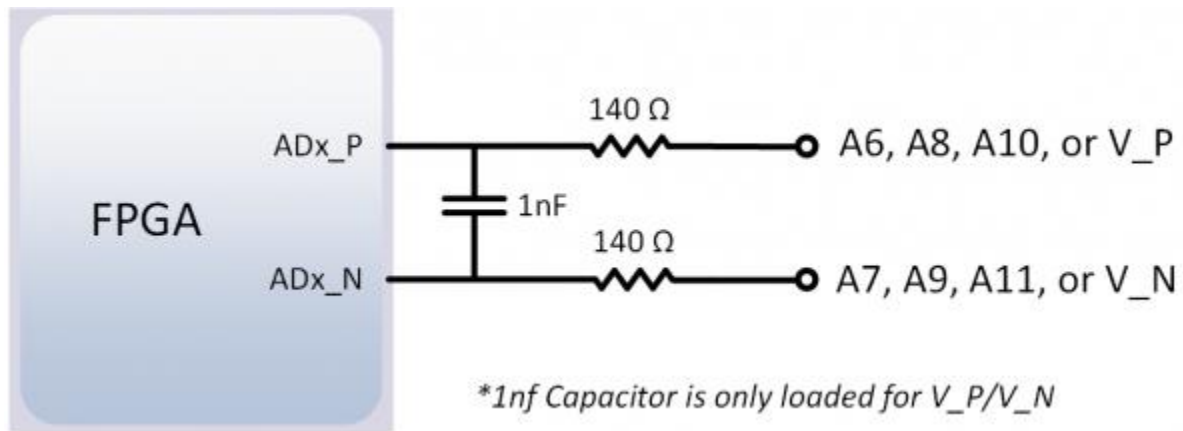 140 Ω
ADx_P
A6, A8, A10, or V_P
FPGA
1nF
140 Ω
ADx_N
A7, A9, A11, or V_N
*1nf Capacitor is only loaded for V_P/V_N